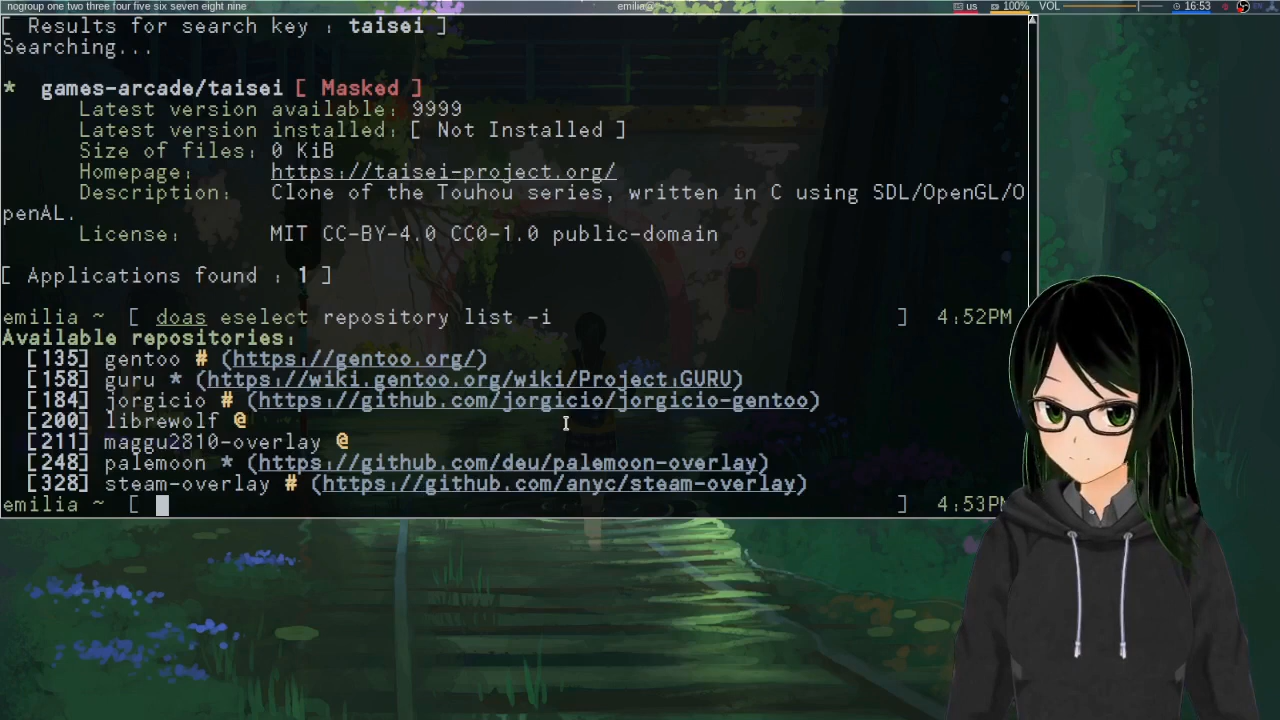 nogroup one two three four five six seven eight nine
emilia@
us 100% VOL 16:53 EN
[ Results for search key : taisei ]
Searching...
* games-arcade/taisei [ Masked ]
Latest version available: 9999
Latest version installed: [ Not Installed ]
Size of files: 0 KiB
Homepage: https://taisei-project.org/
Description: Clone of the Touhou series, written in C using SDL/OpenGL/O
penAL.
License: MIT CC-BY-4.0 CC0-1.0 public-domain
[ Applications found : 1 ]
emilia ~ [ doas eselect repository list -i ] 4:52PM
Available repositories:
[135] gentoo # (https://gentoo.org/)
[158] guru * (https://wiki.gentoo.org/wiki/Project:GURU)
[184] jorgicio # (https://github.com/jorgicio/jorgicio-gentoo)
[200] librewolf @
[211] maggu2810-overlay @
[248] palemoon * (https://github.com/deu/palemoon-overlay)
[328] steam-overlay # (https://github.com/anyc/steam-overlay)
emilia ~ [ ] 4:53PM